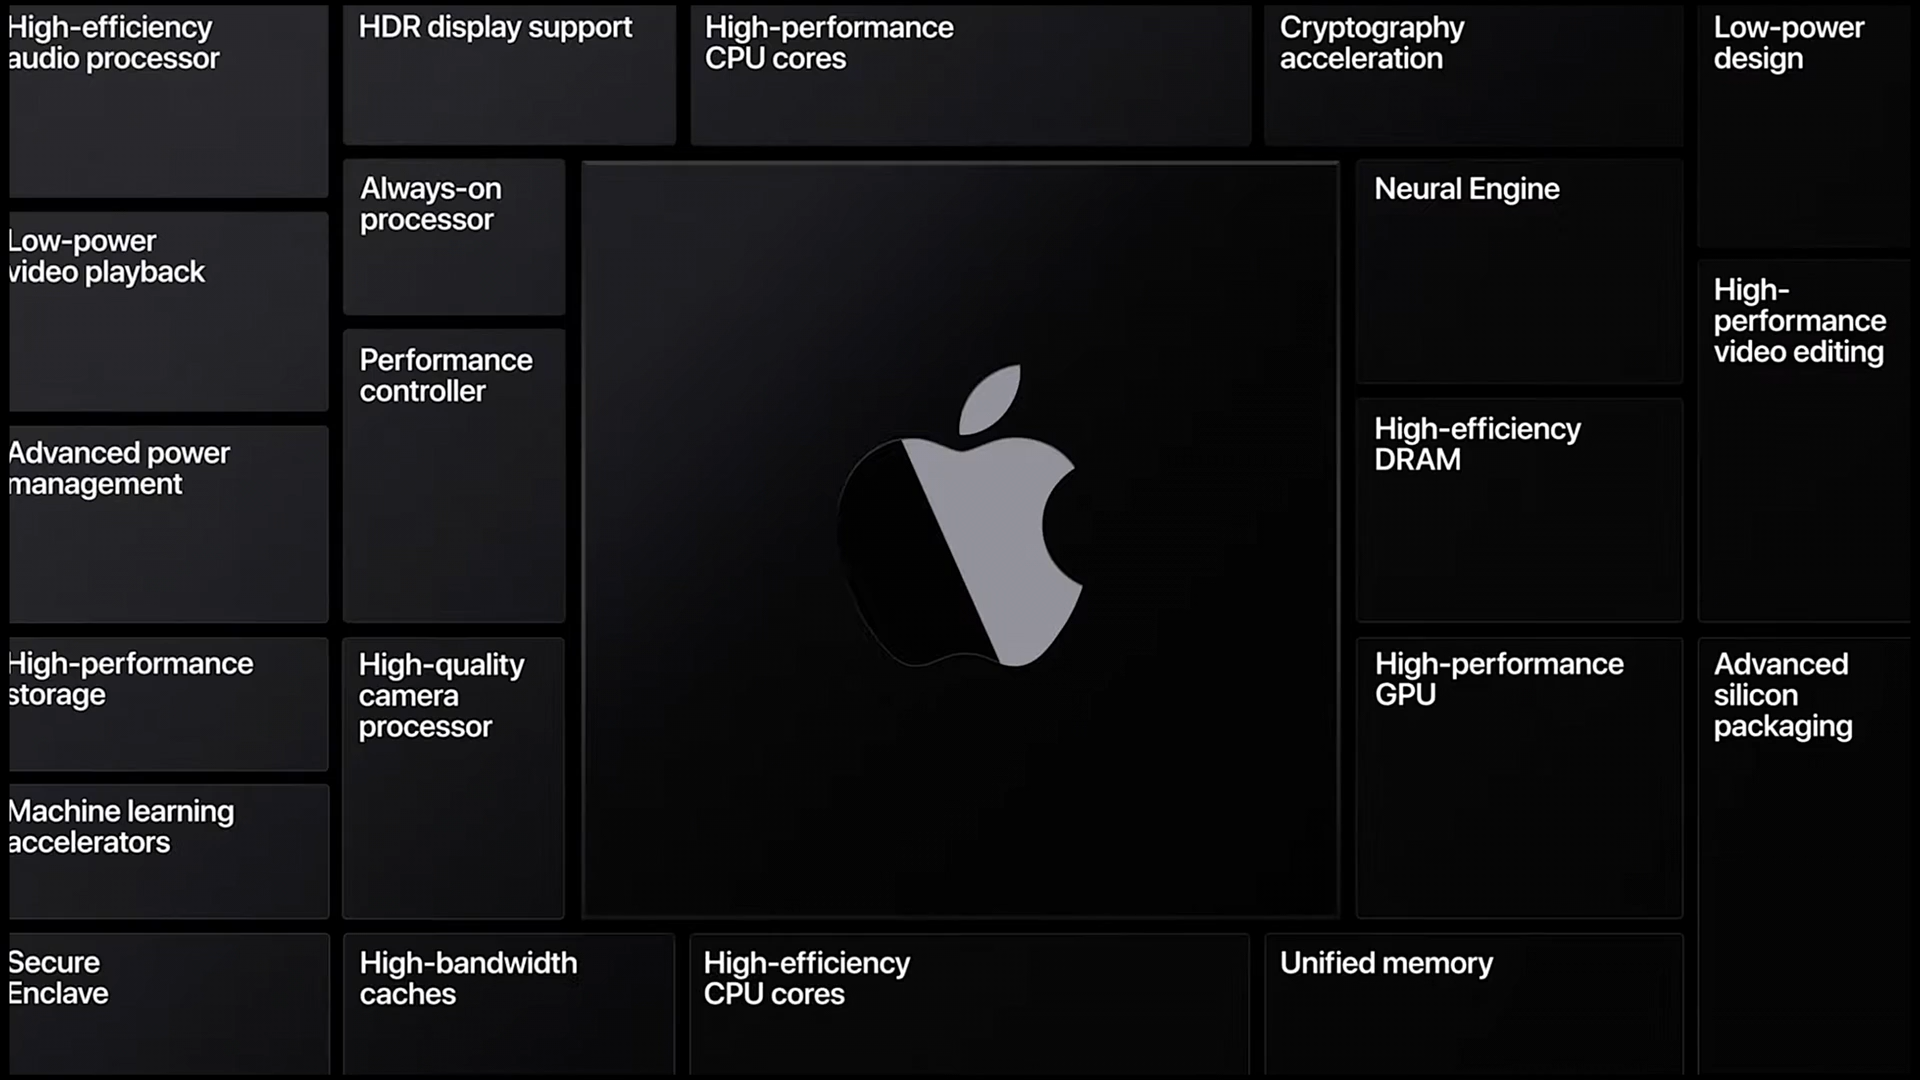 High-efficiency
audio processor
HDR display support
High-performance
CPU cores
Cryptography
acceleration
Low-power
design
Always-on
processor
Neural Engine
Low-power
video playback
High-
performance
video editing
Performance
controller
High-efficiency
DRAM
Advanced power
management
High-performance
storage
High-quality
camera
processor
High-performance
GPU
Advanced
silicon
packaging
Machine learning
accelerators
Secure
Enclave
High-bandwidth
caches
High-efficiency
CPU cores
Unified memory